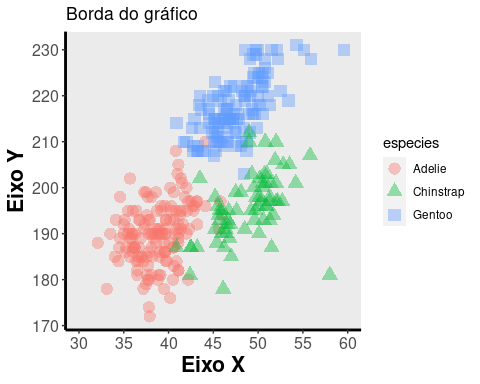 Borda do gráfico
Eixo Y
230
220
210
200
190
180
170
30 35 40 45 50 55 60
Eixo X
especies
Adelie
Chinstrap
Gentoo